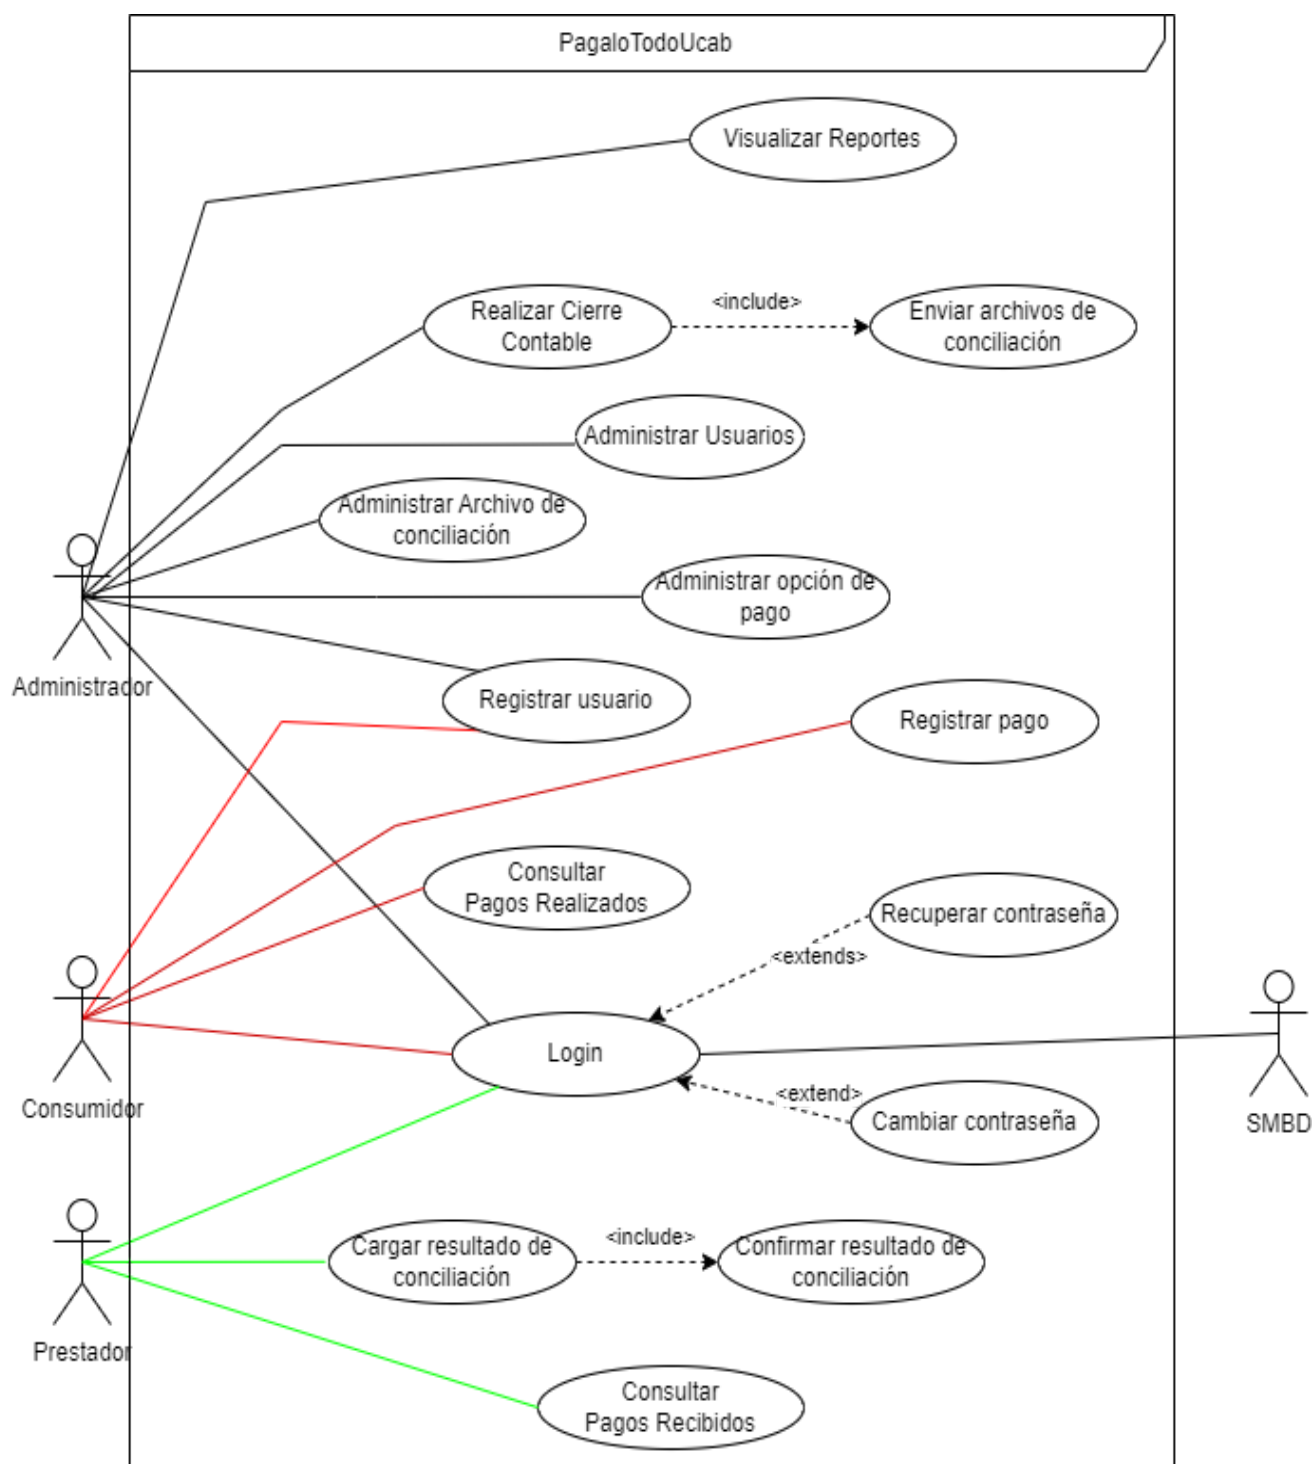 PagaloTodoUcab
Visualizar Reportes
Realizar Cierre
Contable
<include>
Enviar archivos de
conciliación
Administrar Usuarios
Administrar Archivo de
conciliación
Administrar opción de
pago
Administrador
Registrar usuario
Registrar pago
Consultar
Pagos Realizados
Recuperar contraseña
<extends>
Login
Consumidor
<extend>
Cambiar contraseña
SMBD
Cargar resultado de
conciliación
<include>
Confirmar resultado de
conciliación
Prestador
Consultar
Pagos Recibidos